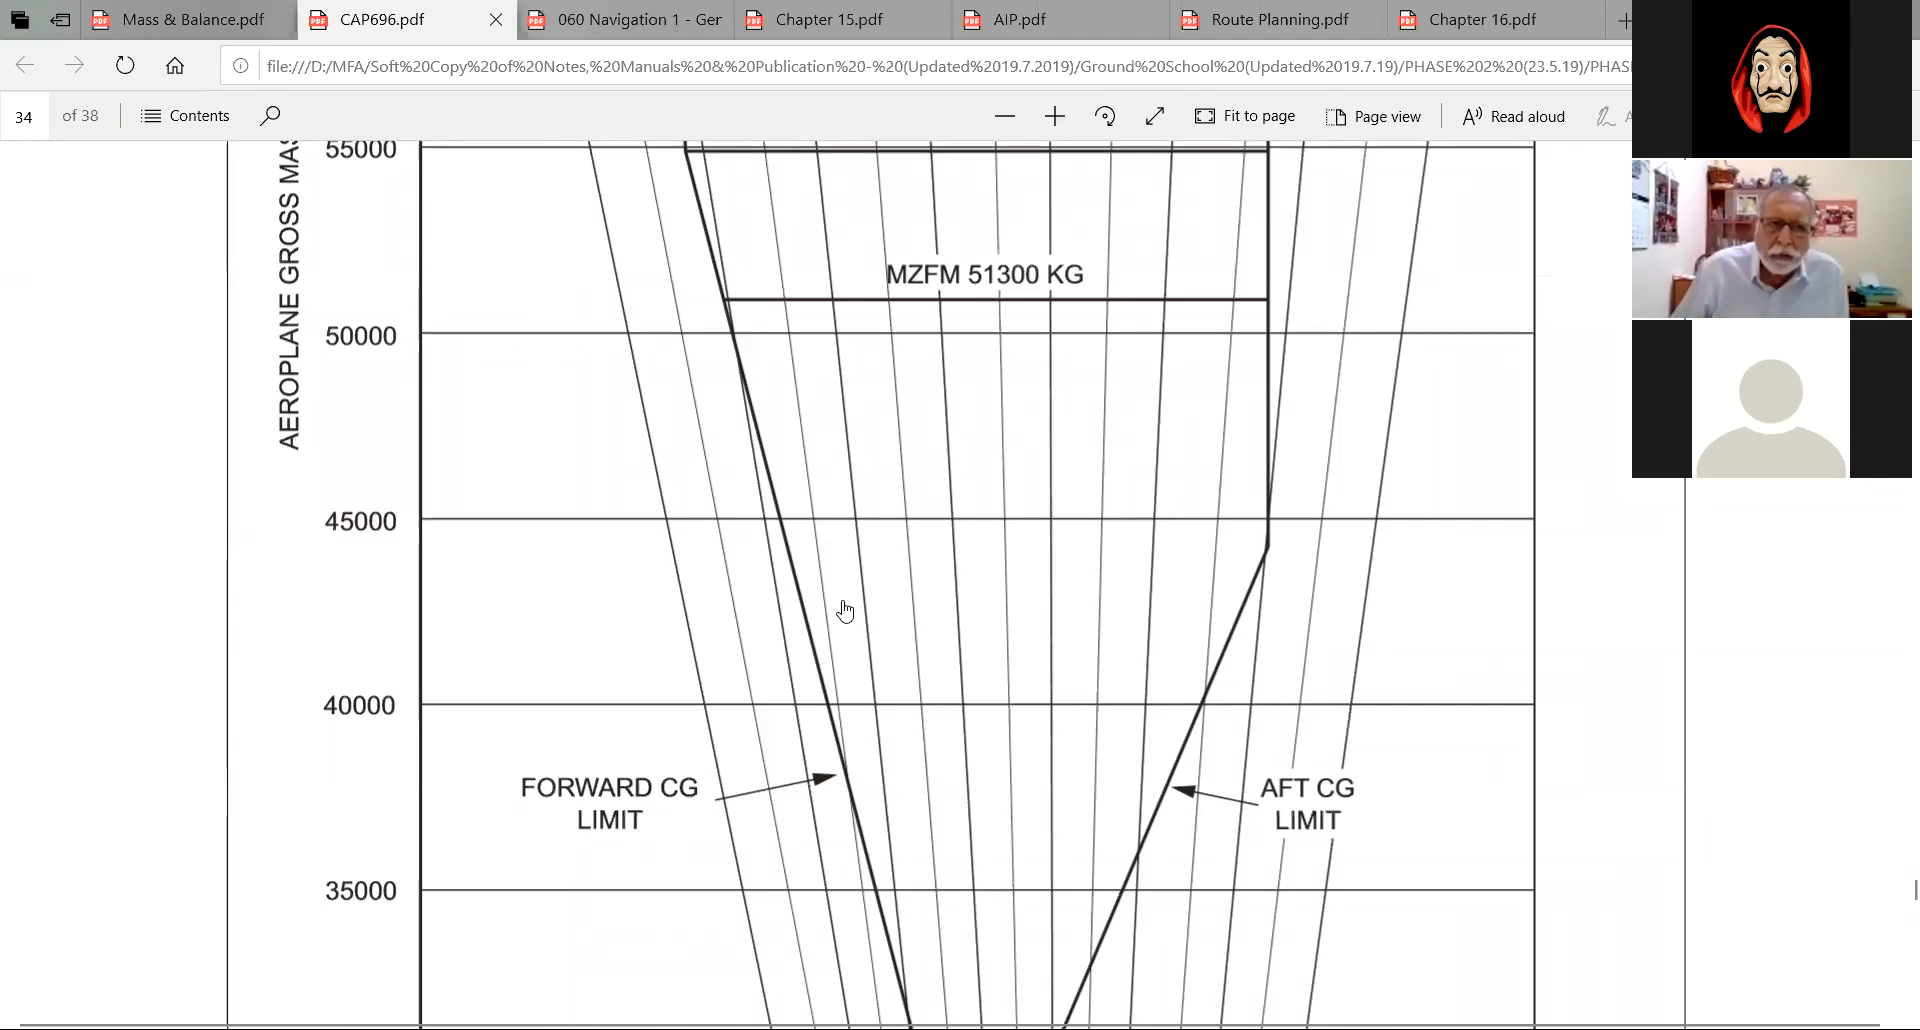 Mass & Balance.pdf
CAP696.pdf
060 Navigation 1 - Ger
Chapter 15.pdf
AIP.pdf
Route Planning.pdf
Chapter 16.pdf
file:///D:/MFA/Soft%20Copy%20of%20Notes,%20Manuals%20&%20Publication%20-%20(Updated%2019.7.2019)/Ground%20School%20(Updated%2019.7.19)/PHASE%202%20(23.5.19)/PHASE
34 of 38
Contents
Fit to page
Page view
Read aloud
AEROPLANE GROSS MAS
55000
MZFM 51300 KG
50000
45000
40000
FORWARD CG
LIMIT
AFT CG
LIMIT
35000